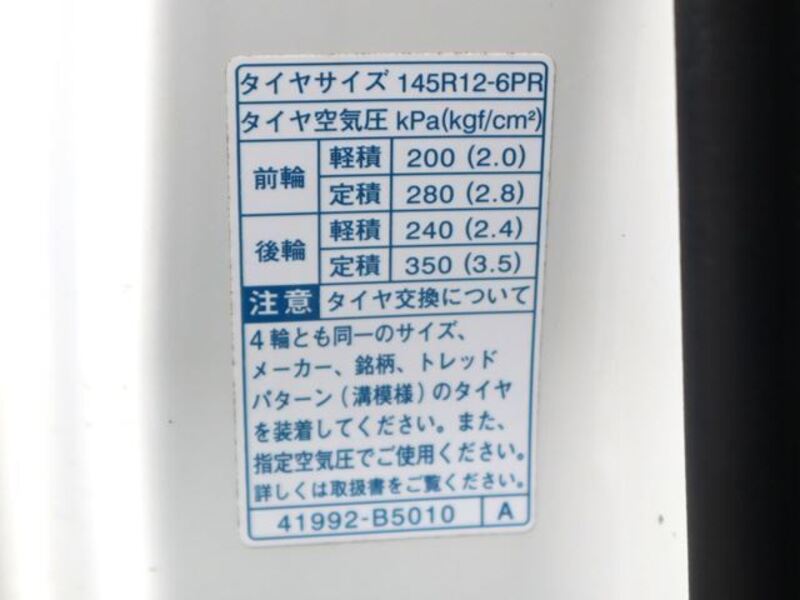 タイヤサイズ 145R12-6PR
タイヤ空気圧 kPa(kgf/cm²)
前輪 軽積 200 (2.0)
定積 280 (2.8)
後輪 軽積 240 (2.4)
定積 350 (3.5)
注意 タイヤ交換について
4輪とも同一のサイズ、
メーカー、銘柄、トレッド
パターン(溝模様)のタイヤ
を装着してください。また、
指定空気圧でご使用ください。
詳しくは取扱書をご覧ください。
41992-B5010 A